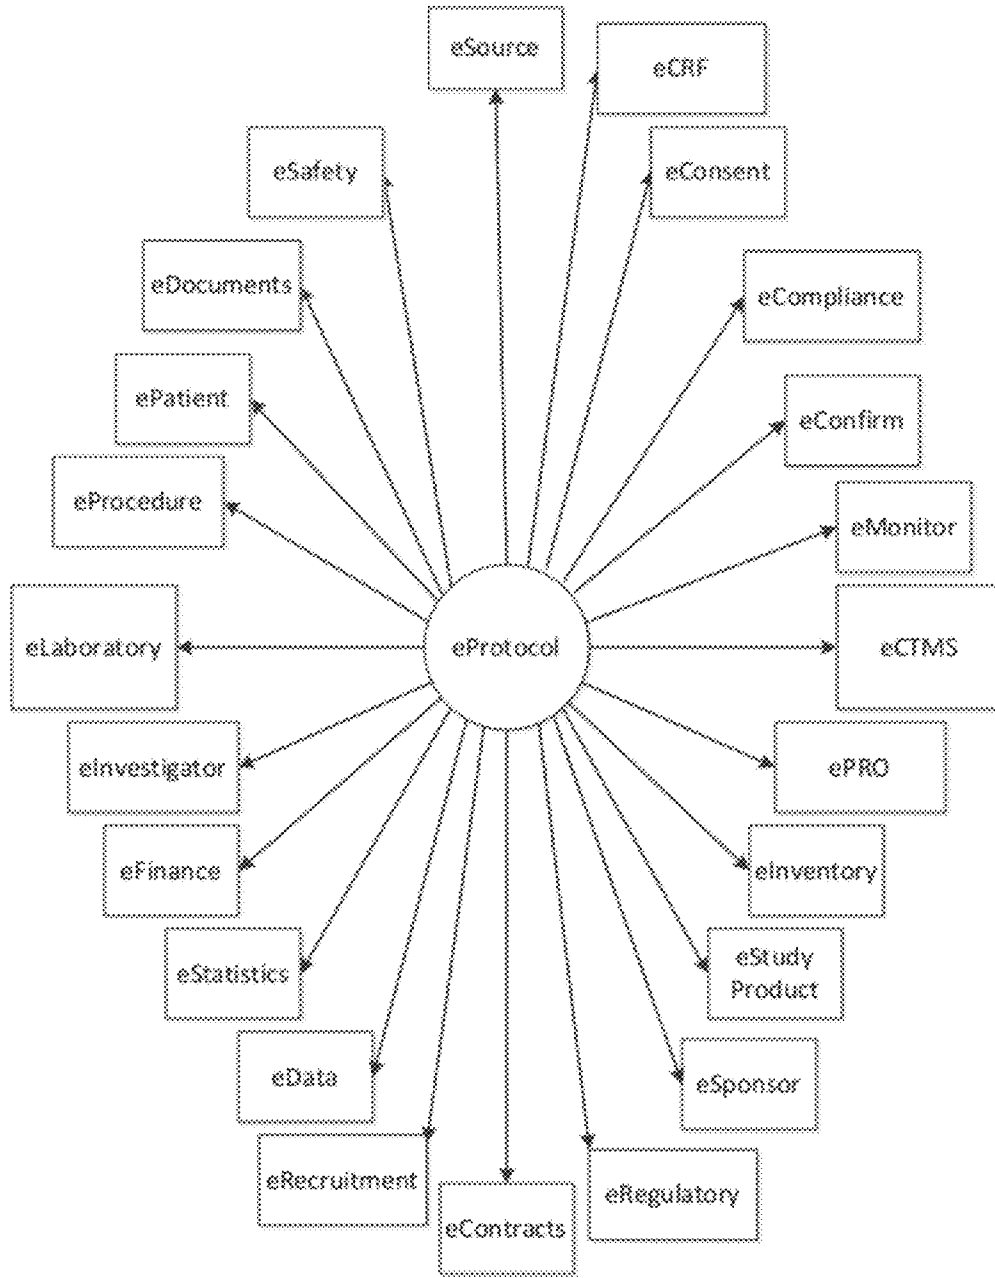 eSource
eCRF
eSafety
eConsent
eDocuments
eCompliance
ePatient
eConfirm
eProcedure
eMonitor
eLaboratory
eProtocol
eCTMS
eInvestigator
ePRO
eFinance
eInventory
eStatistics
eStudy
Product
eData
eSponsor
eRecruitment
eRegulatory
eContracts